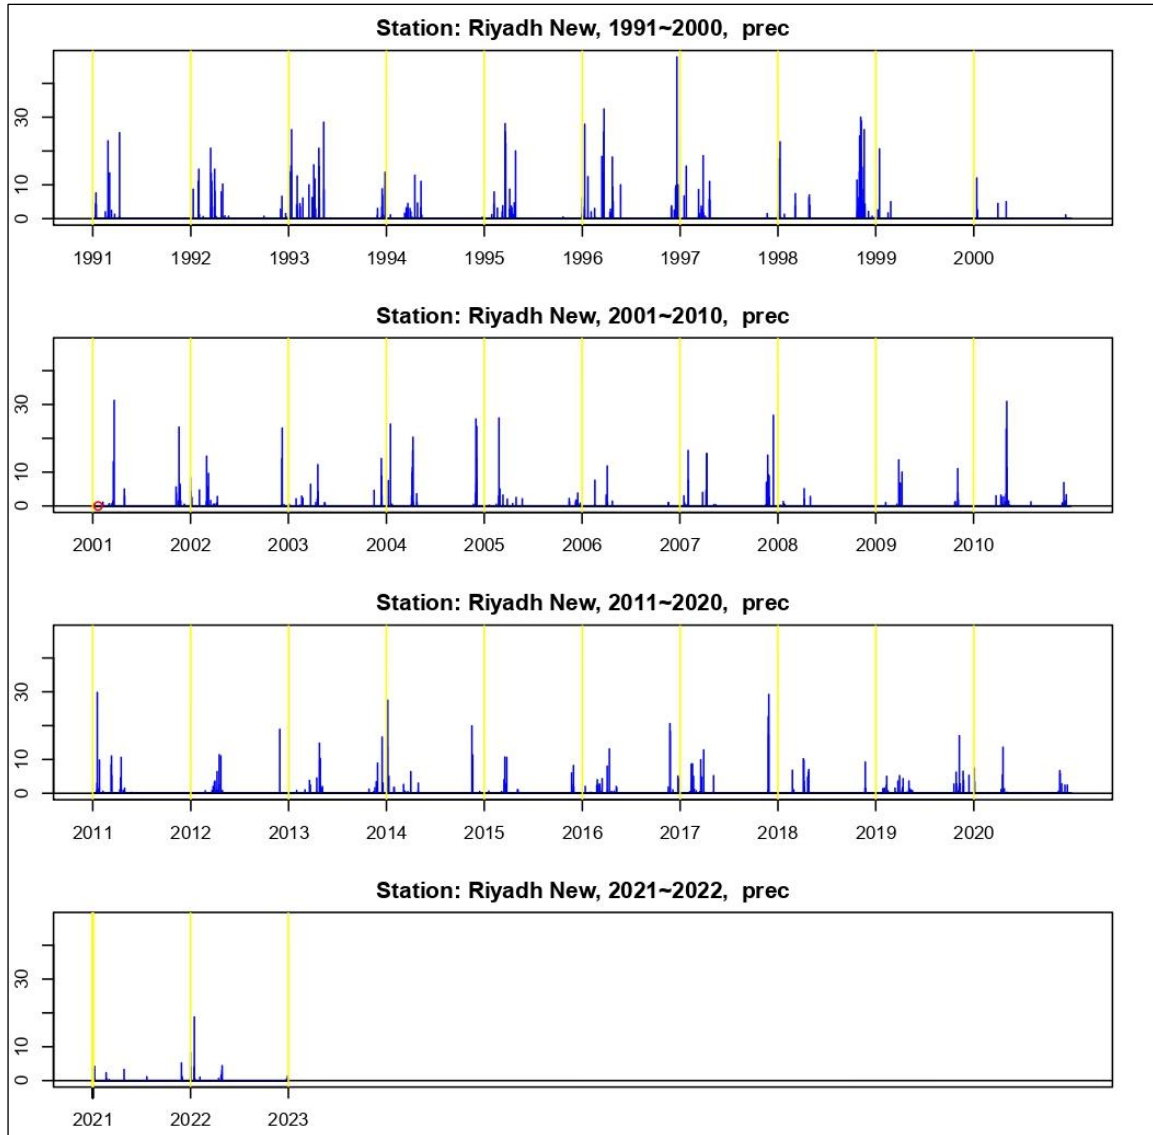 Station: Riyadh New, 1991~2000, prec
0 10 30
1991 1992 1993 1994 1995 1996 1997 1998 1999 2000
Station: Riyadh New, 2001~2010, prec
0 10 30
2001 2002 2003 2004 2005 2006 2007 2008 2009 2010
Station: Riyadh New, 2011~2020, prec
0 10 30
2011 2012 2013 2014 2015 2016 2017 2018 2019 2020
Station: Riyadh New, 2021~2022, prec
0 10 30
2021 2022 2023